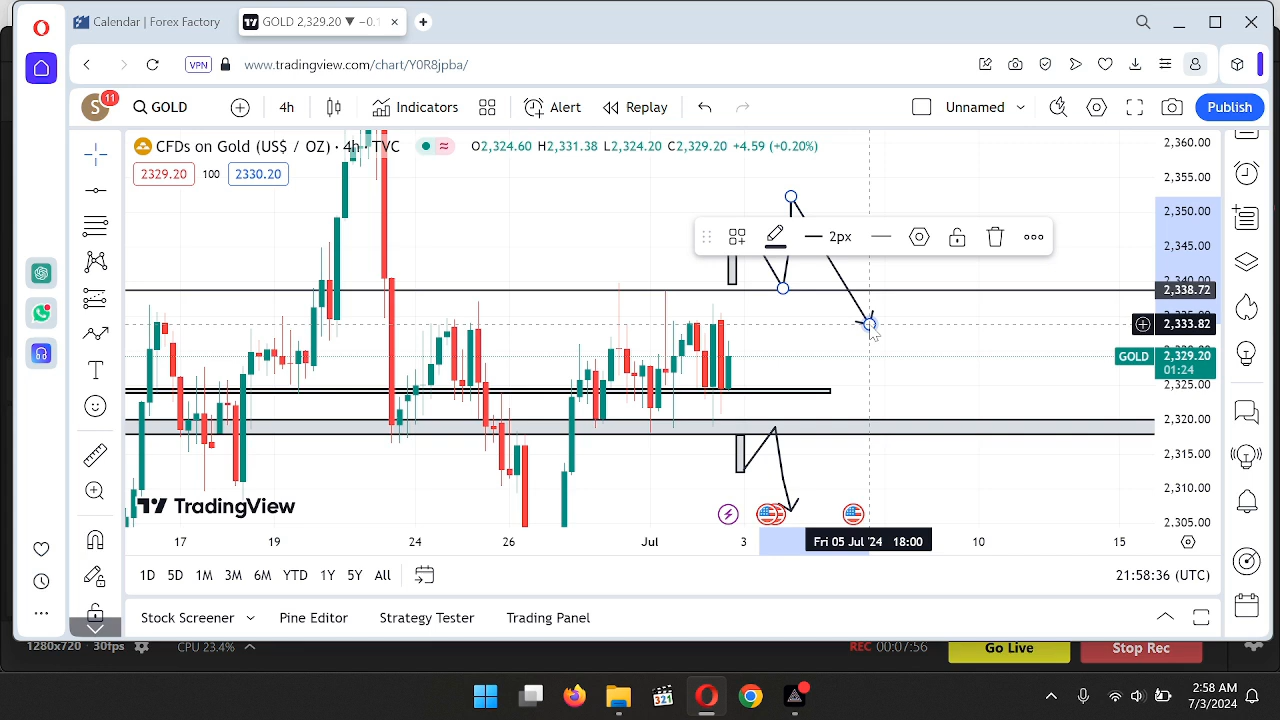 Calendar | Forex Factory
GOLD 2,329.20 ▼ −0.1
VPN
www.tradingview.com/chart/Y0R8jpba/
S
11
GOLD
4h
Indicators
Alert
Replay
Unnamed
Publish
CFDs on Gold (US$ / OZ) · 4h · TVC
O2,324.60 H2,331.38 L2,324.20 C2,329.20 +4.59 (+0.20%)
2329.20
100
2330.20
2px
2,360.00
2,355.00
2,350.00
2,345.00
2,340.00
2,338.72
2,333.82
GOLD 2,329.20
01:24
2,325.00
2,320.00
2,315.00
2,310.00
2,305.00
TradingView
17
19
24
26
Jul
3
Fri 05 Jul '24 18:00
10
15
1D
5D
1M
3M
6M
YTD
1Y
5Y
All
21:58:36 (UTC)
Stock Screener
Pine Editor
Strategy Tester
Trading Panel
1280x720
30fps
CPU 23.4%
REC 00:07:56
Go Live
Stop Rec
321
2:58 AM
7/3/2024